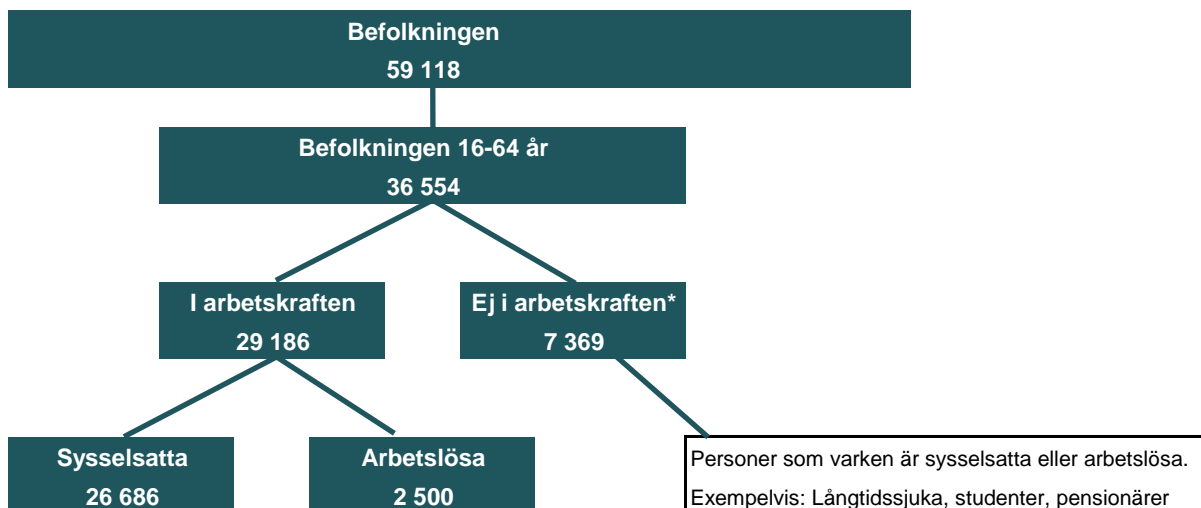 Befolkningen
59 118
Befolkningen 16-64 år
36 554
I arbetskraften
29 186
Ej i arbetskraften*
7 369
Sysselsatta
26 686
Arbetslösa
2 500
Personer som varken är sysselsatta eller arbetslösa.
Exempelvis: Långtidssjuka, studenter, pensionärer